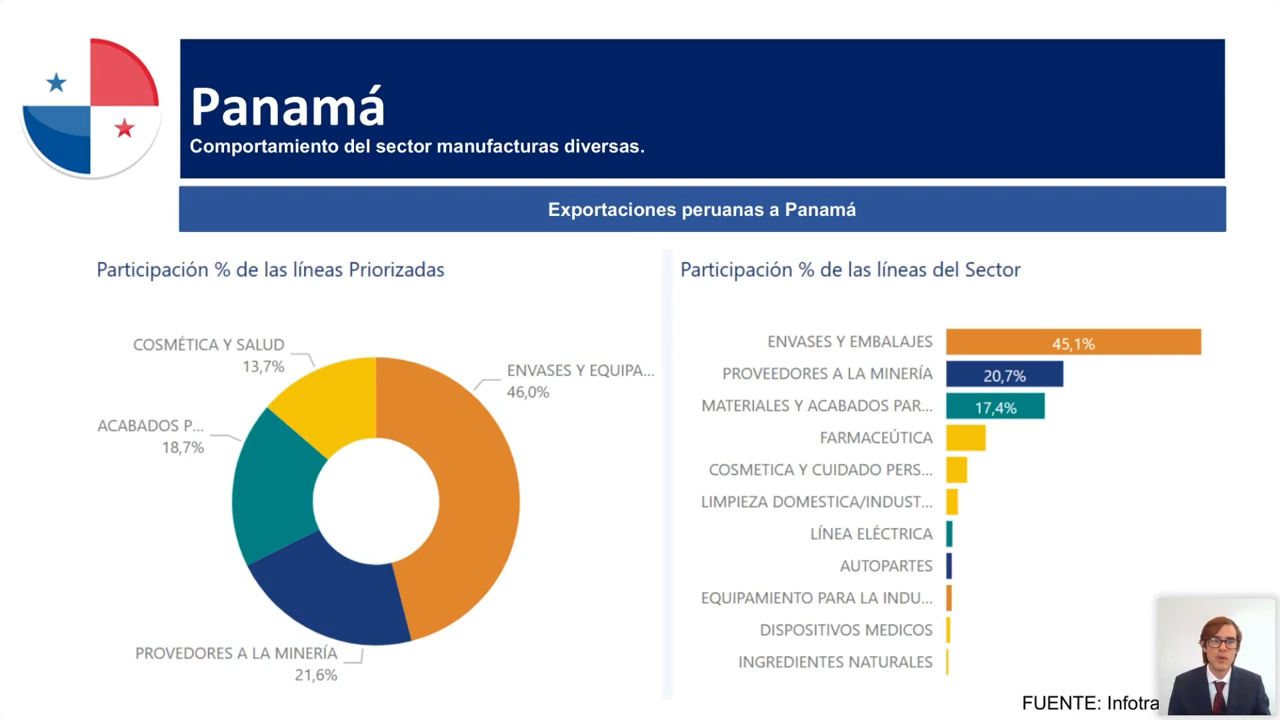 Panamá
Comportamiento del sector manufacturas diversas.
Exportaciones peruanas a Panamá
Participación % de las líneas Priorizadas
COSMÉTICA Y SALUD
13,7%
ENVASES Y EQUIPA...
46,0%
ACABADOS P...
18,7%
PROVEDORES A LA MINERÍA
21,6%
Participación % de las líneas del Sector
ENVASES Y EMBALAJES
45,1%
PROVEEDORES A LA MINERÍA
20,7%
MATERIALES Y ACABADOS PAR...
17,4%
FARMACEÚTICA
COSMETICA Y CUIDADO PERS...
LIMPIEZA DOMESTICA/INDUST...
LÍNEA ELÉCTRICA
AUTOPARTES
EQUIPAMIENTO PARA LA INDU...
DISPOSITIVOS MEDICOS
INGREDIENTES NATURALES
FUENTE: Infotra